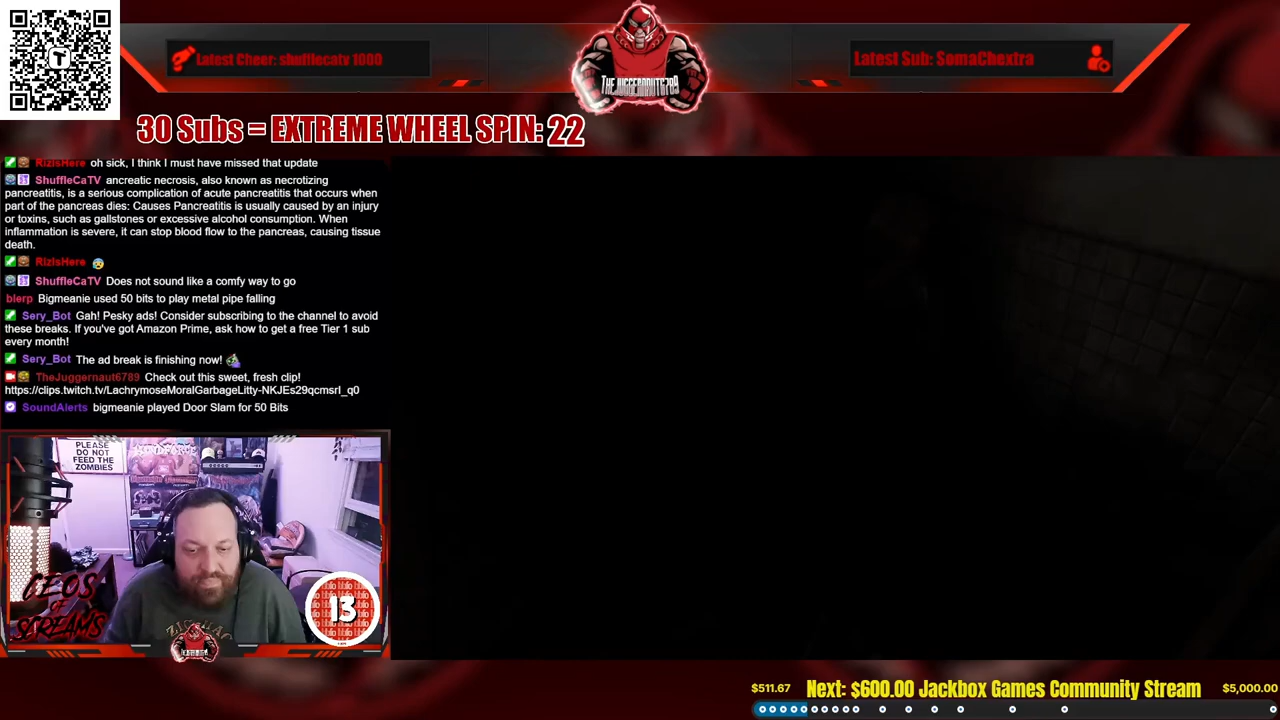 Latest Cheer: shufflecatv 1000
THEJUGGERNAUT6789
Latest Sub: SomaChextra
30 Subs = EXTREME WHEEL SPIN: 22
RizIsHere oh sick, I think I must have missed that update
ShuffleCaTV ancreatic necrosis, also known as necrotizing
pancreatitis, is a serious complication of acute pancreatitis that occurs when
part of the pancreas dies: Causes Pancreatitis is usually caused by an injury
or toxins, such as gallstones or excessive alcohol consumption. When
inflammation is severe, it can stop blood flow to the pancreas, causing tissue
death.
RizIsHere
ShuffleCaTV Does not sound like a comfy way to go
blerp Bigmeanie used 50 bits to play metal pipe falling
Sery_Bot Gah! Pesky ads! Consider subscribing to the channel to avoid
these breaks. If you've got Amazon Prime, ask how to get a free Tier 1 sub
every month!
Sery_Bot The ad break is finishing now!
TheJuggernaut6789 Check out this sweet, fresh clip!
https://clips.twitch.tv/LachrymoseMoralGarbageLitty-NKJEs29qcmsrI_q0
SoundAlerts bigmeanie played Door Slam for 50 Bits
PLEASE
DO NOT
FEED THE
ZOMBIES
MINDFORCE
CEOS
OF
STREAMS
13
$511.67 Next: $600.00 Jackbox Games Community Stream $5,000.00